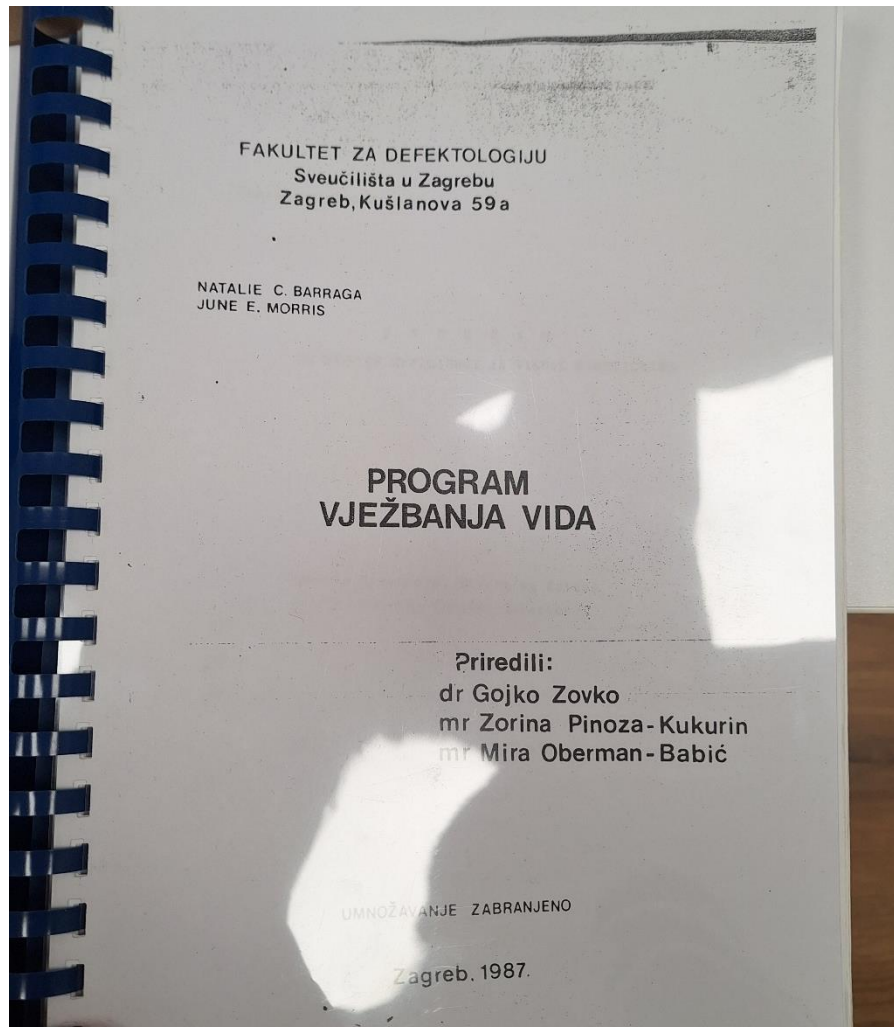 FAKULTET ZA DEFEKTOLOGIJU
Sveučilišta u Zagrebu
Zagreb, Kušlanova 59a
NATALIE C. BARRAGA
JUNE E. MORRIS
PROGRAM
VJEŽBANJA VIDA
Priredili:
dr Gojko Zovko
mr Zorina Pinoza-Kukurin
mr Mira Oberman-Babić
UMNOŽAVANJE ZABRANJENO
Zagreb. 1987.